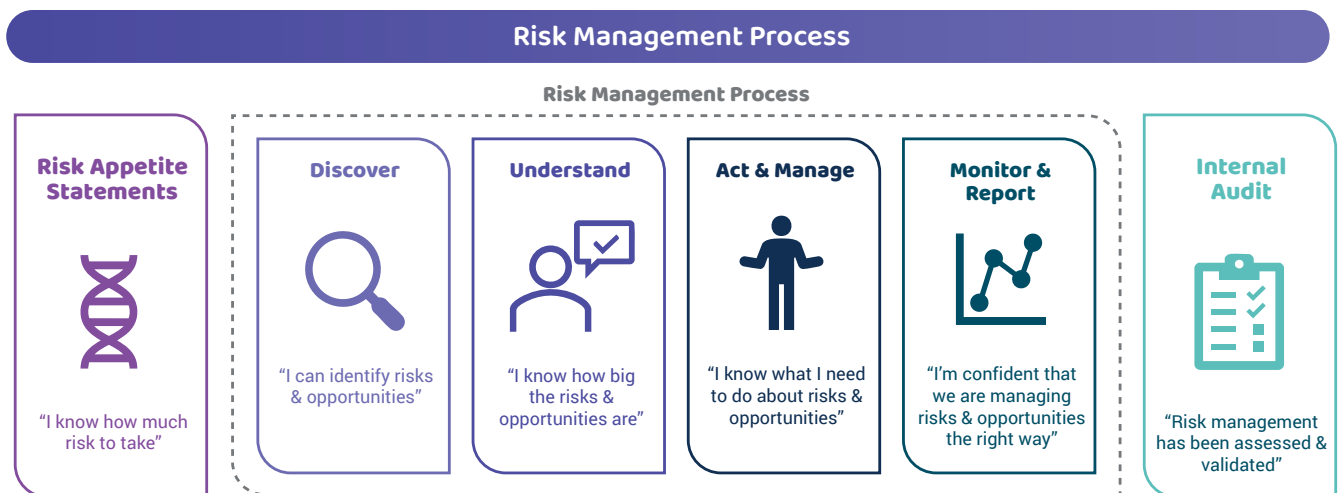 Risk Management Process
Risk Management Process
Risk Appetite
Statements
“I know how much
risk to take”
Discover
“I can identify risks
& opportunities”
Understand
“I know how big
the risks &
opportunities are”
Act & Manage
“I know what I need
to do about risks &
opportunities”
Monitor &
Report
“I’m confident that
we are managing
risks & opportunities
the right way”
Internal
Audit
“Risk management
has been assessed &
validated”